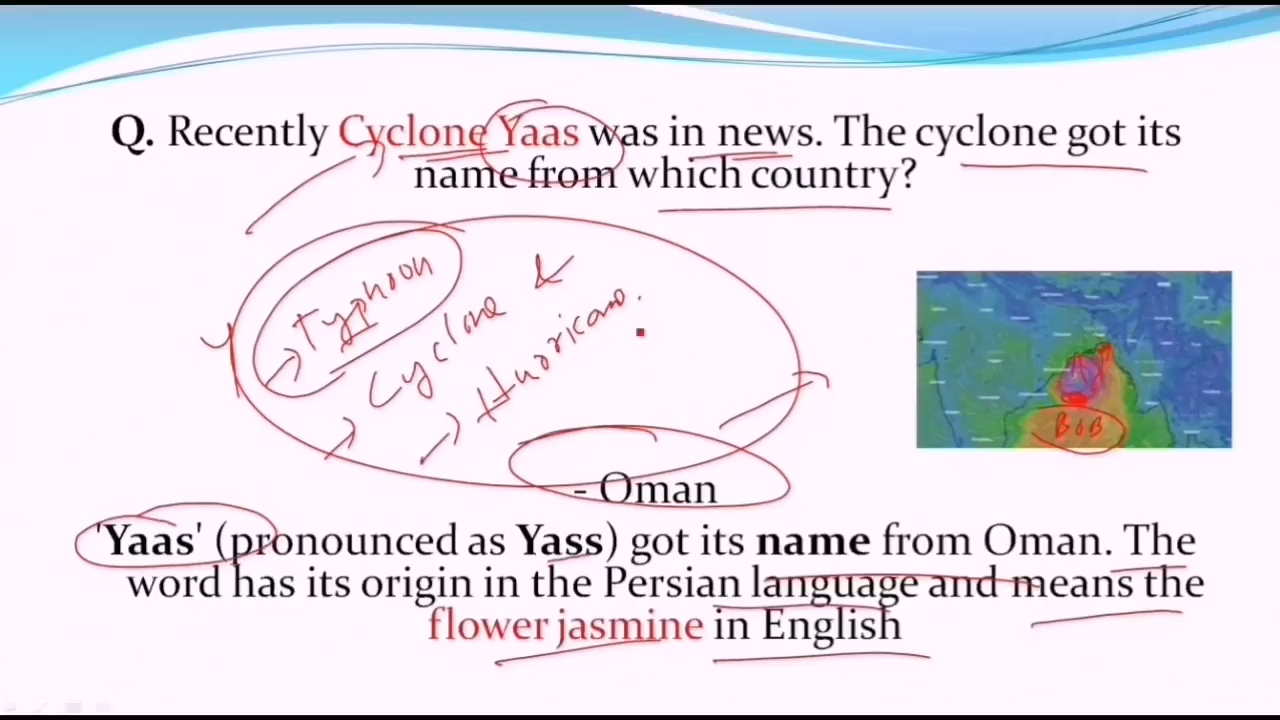 Q. Recently Cyclone Yaas was in news. The cyclone got its
name from which country?
Typhoon
Cyclone &
Hurricane.
BOB
- Oman
'Yaas' (pronounced as Yass) got its name from Oman. The
word has its origin in the Persian language and means the
flower jasmine in English